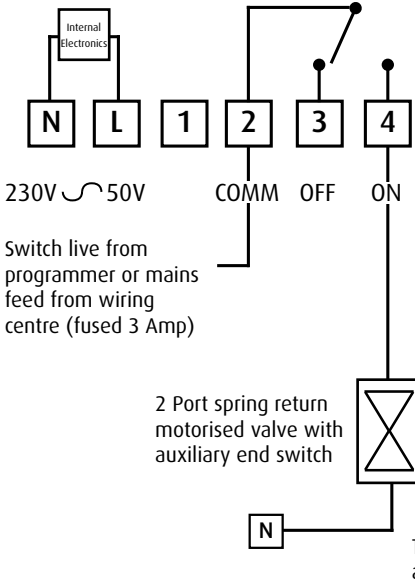 Internal
Electronics
N L 1 2 3 4
230V 50V COMM OFF ON
Switch live from
programmer or mains
feed from wiring
centre (fused 3 Amp)
2 Port spring return
motorised valve with
auxiliary end switch
N